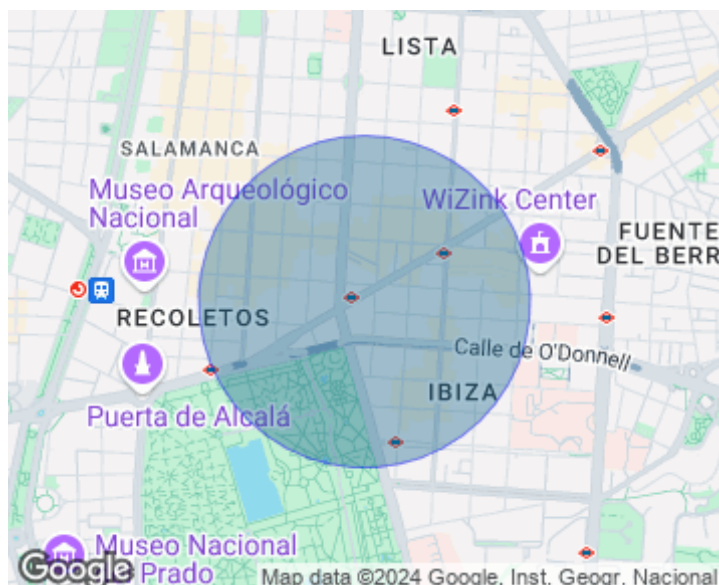 LISTA
SALAMANCA
Museo Arqueológico
Nacional
WiZink Center
FUENTE
DEL BERR
RECOLETOS
Calle de O'Donnell
IBIZA
Puerta de Alcalá
Museo Nacional
Prado
Google
Map data ©2024 Google, Inst. Geogr. Nacional